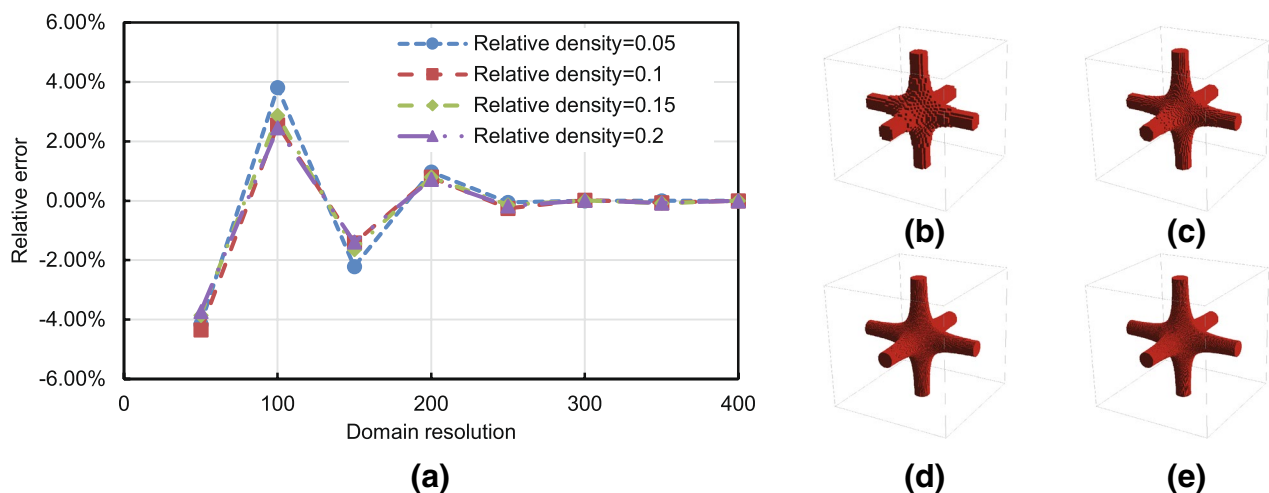 6.00%
4.00%
2.00%
0.00%
-2.00%
-4.00%
-6.00%
Relative error
0
100
200
300
400
Domain resolution
Relative density=0.05
Relative density=0.1
Relative density=0.15
Relative density=0.2
(a)
(b)
(c)
(d)
(e)